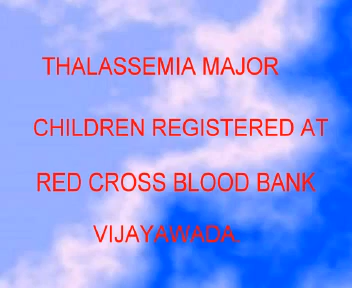 THALASSEMIA MAJOR
CHILDREN REGISTERED AT
RED CROSS BLOOD BANK
VIJAYAWADA.